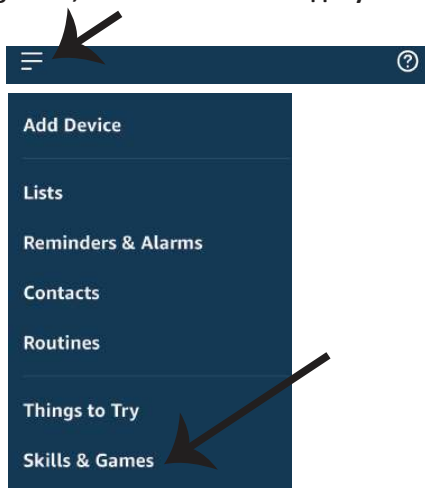 ?
Add Device
Lists
Reminders & Alarms
Contacts
Routines
Things to Try
Skills & Games